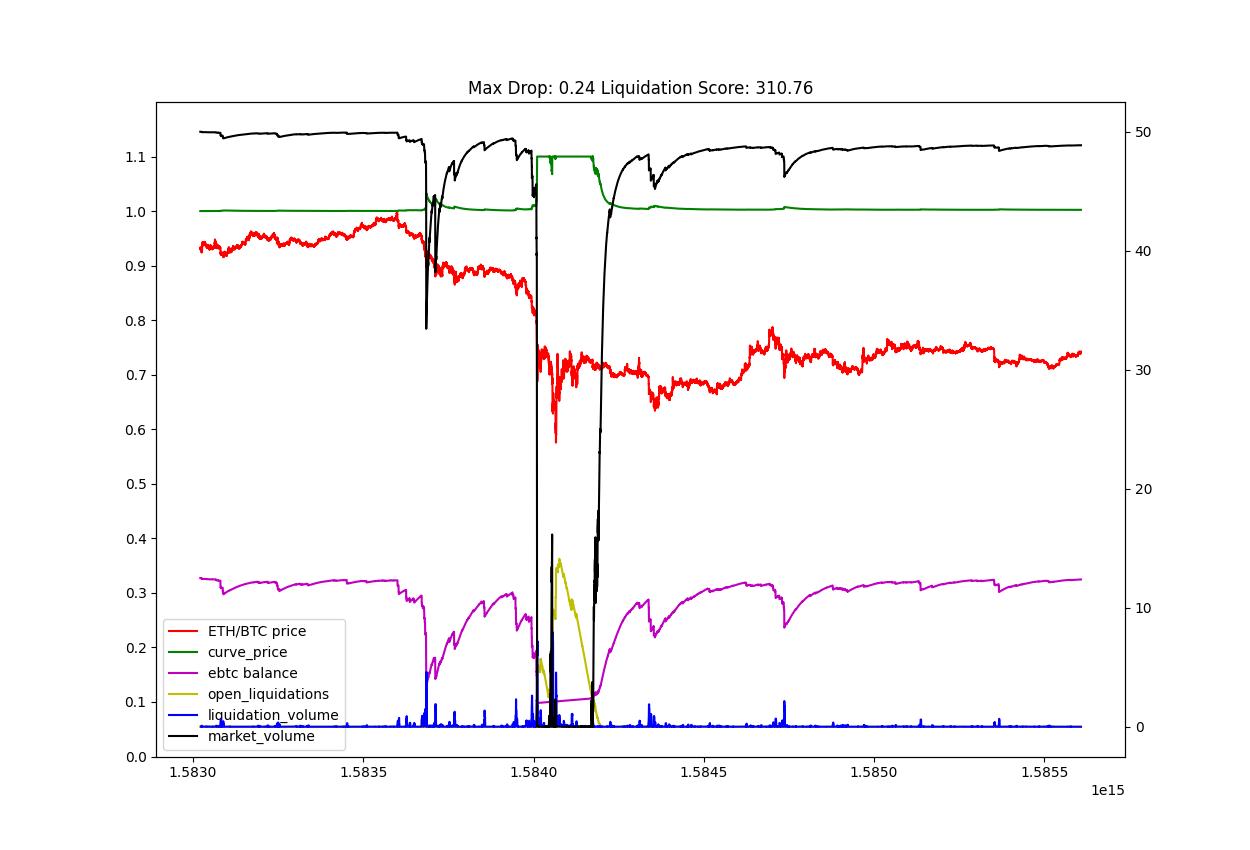 Max Drop: 0.24 Liquidation Score: 310.76
1.1
1.0
0.9
0.8
0.7
0.6
0.5
0.4
0.3
0.2
0.1
0.0
50
40
30
20
10
0
ETH/BTC price
curve_price
ebtc balance
open_liquidations
liquidation_volume
market_volume
1.5830 1.5835 1.5840 1.5845 1.5850 1.5855
1e15